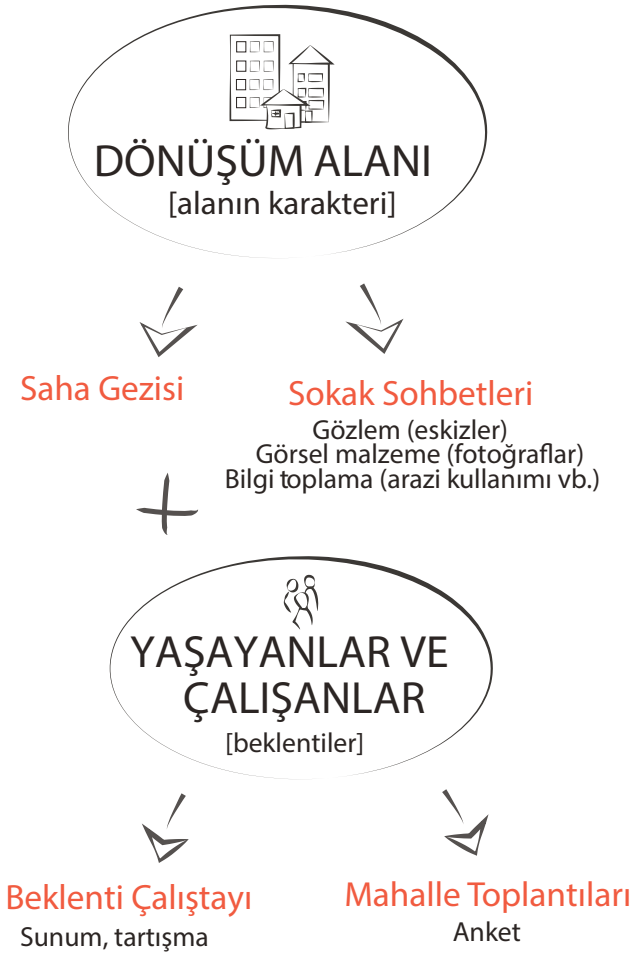 DÖNÜŞÜM ALANI
[alanın karakteri]
Saha Gezisi
Sokak Sohbetleri
Gözlem (eskizler)
Görsel malzeme (fotoğraflar)
Bilgi toplama (arazi kullanımı vb.)
YAŞAYANLAR VE
ÇALIŞANLAR
[beklentiler]
Beklenti Çalıştayı
Sunum, tartışma
Mahalle Toplantıları
Anket